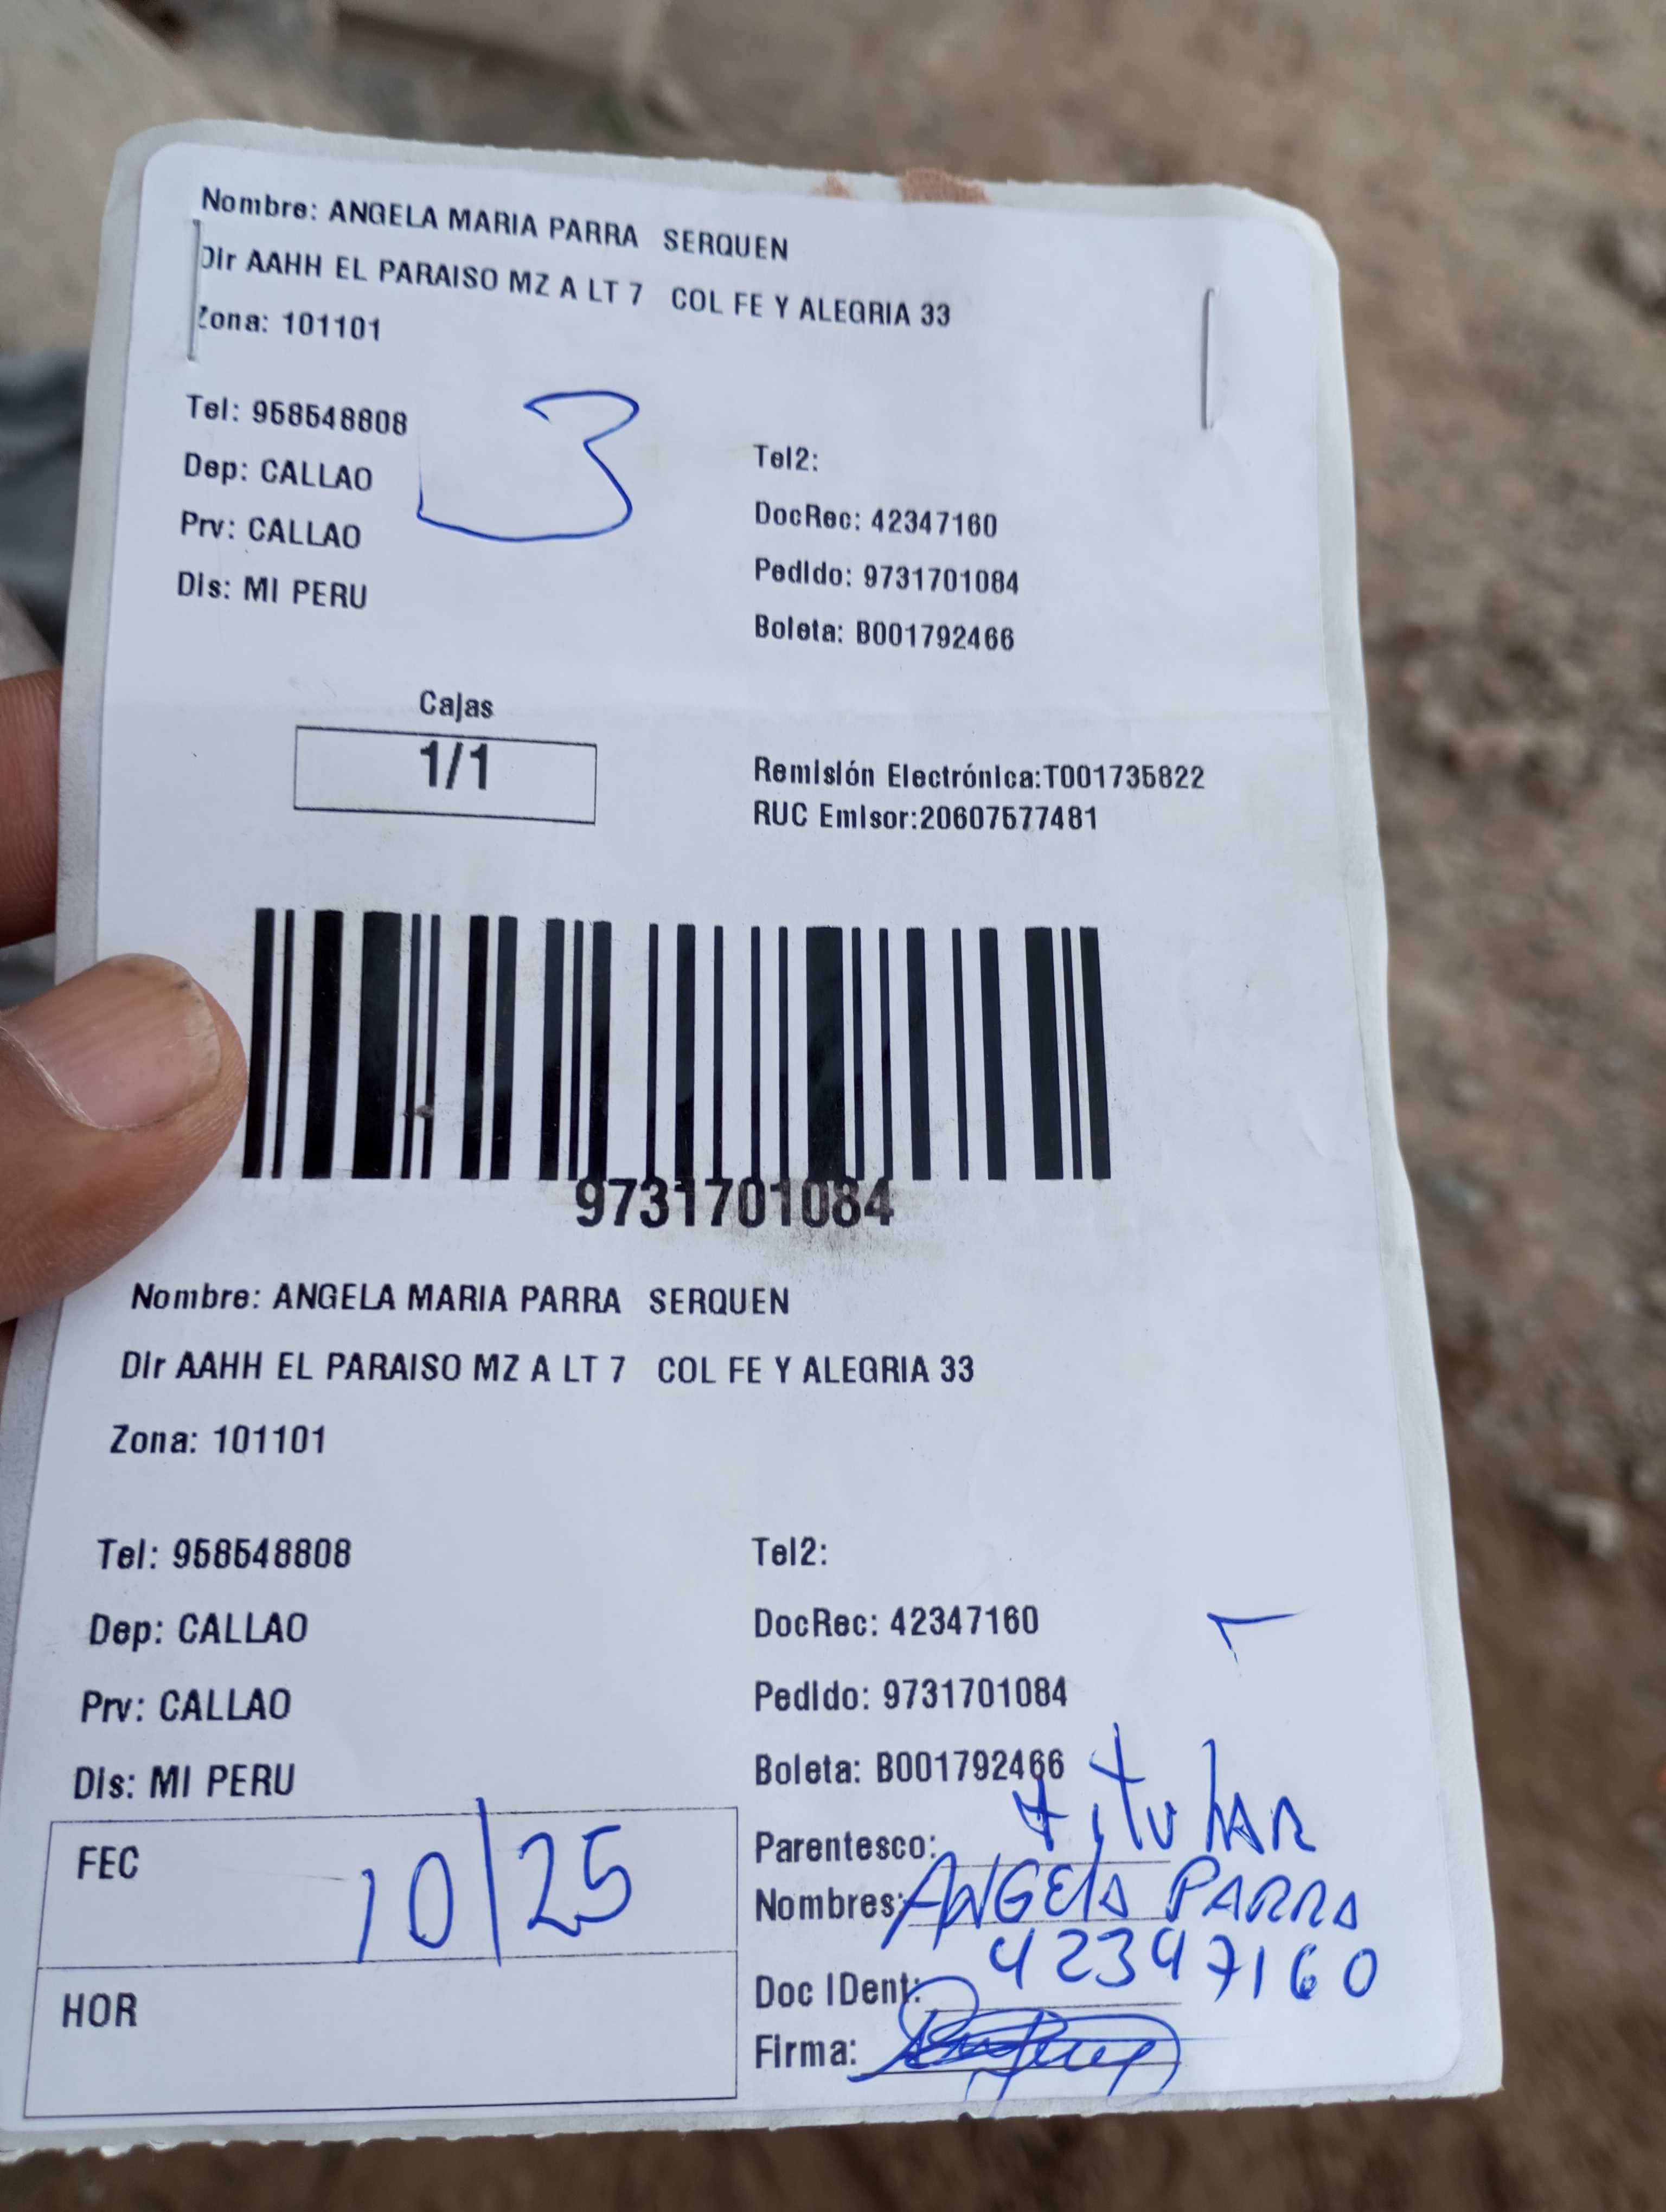 Nombre: ANGELA MARIA PARRA SERQUEN
Dir AAHH EL PARAISO MZ A LT 7 COL FE Y ALEGRIA 33
Zona: 101101
3
Tel: 958548808
Tel2:
Dep: CALLAO
DocRec: 42347160
Prv: CALLAO
Pedido: 9731701084
Dis: MI PERU
Boleta: B001792466
Cajas
1/1
Remisión Electrónica:T001735822
RUC Emisor:20607577481
9731701084
Nombre: ANGELA MARIA PARRA SERQUEN
Dir AAHH EL PARAISO MZ A LT 7 COL FE Y ALEGRIA 33
Zona: 101101
Tel: 958548808
Tel2:
Dep: CALLAO
DocRec: 42347160
Prv: CALLAO
Pedido: 9731701084
Dis: MI PERU
Boleta: B001792466
FEC 10/25
Parentesco: titular
Nombres: ANGELA PARRA
HOR
Doc IDent: 42347160
Firma: